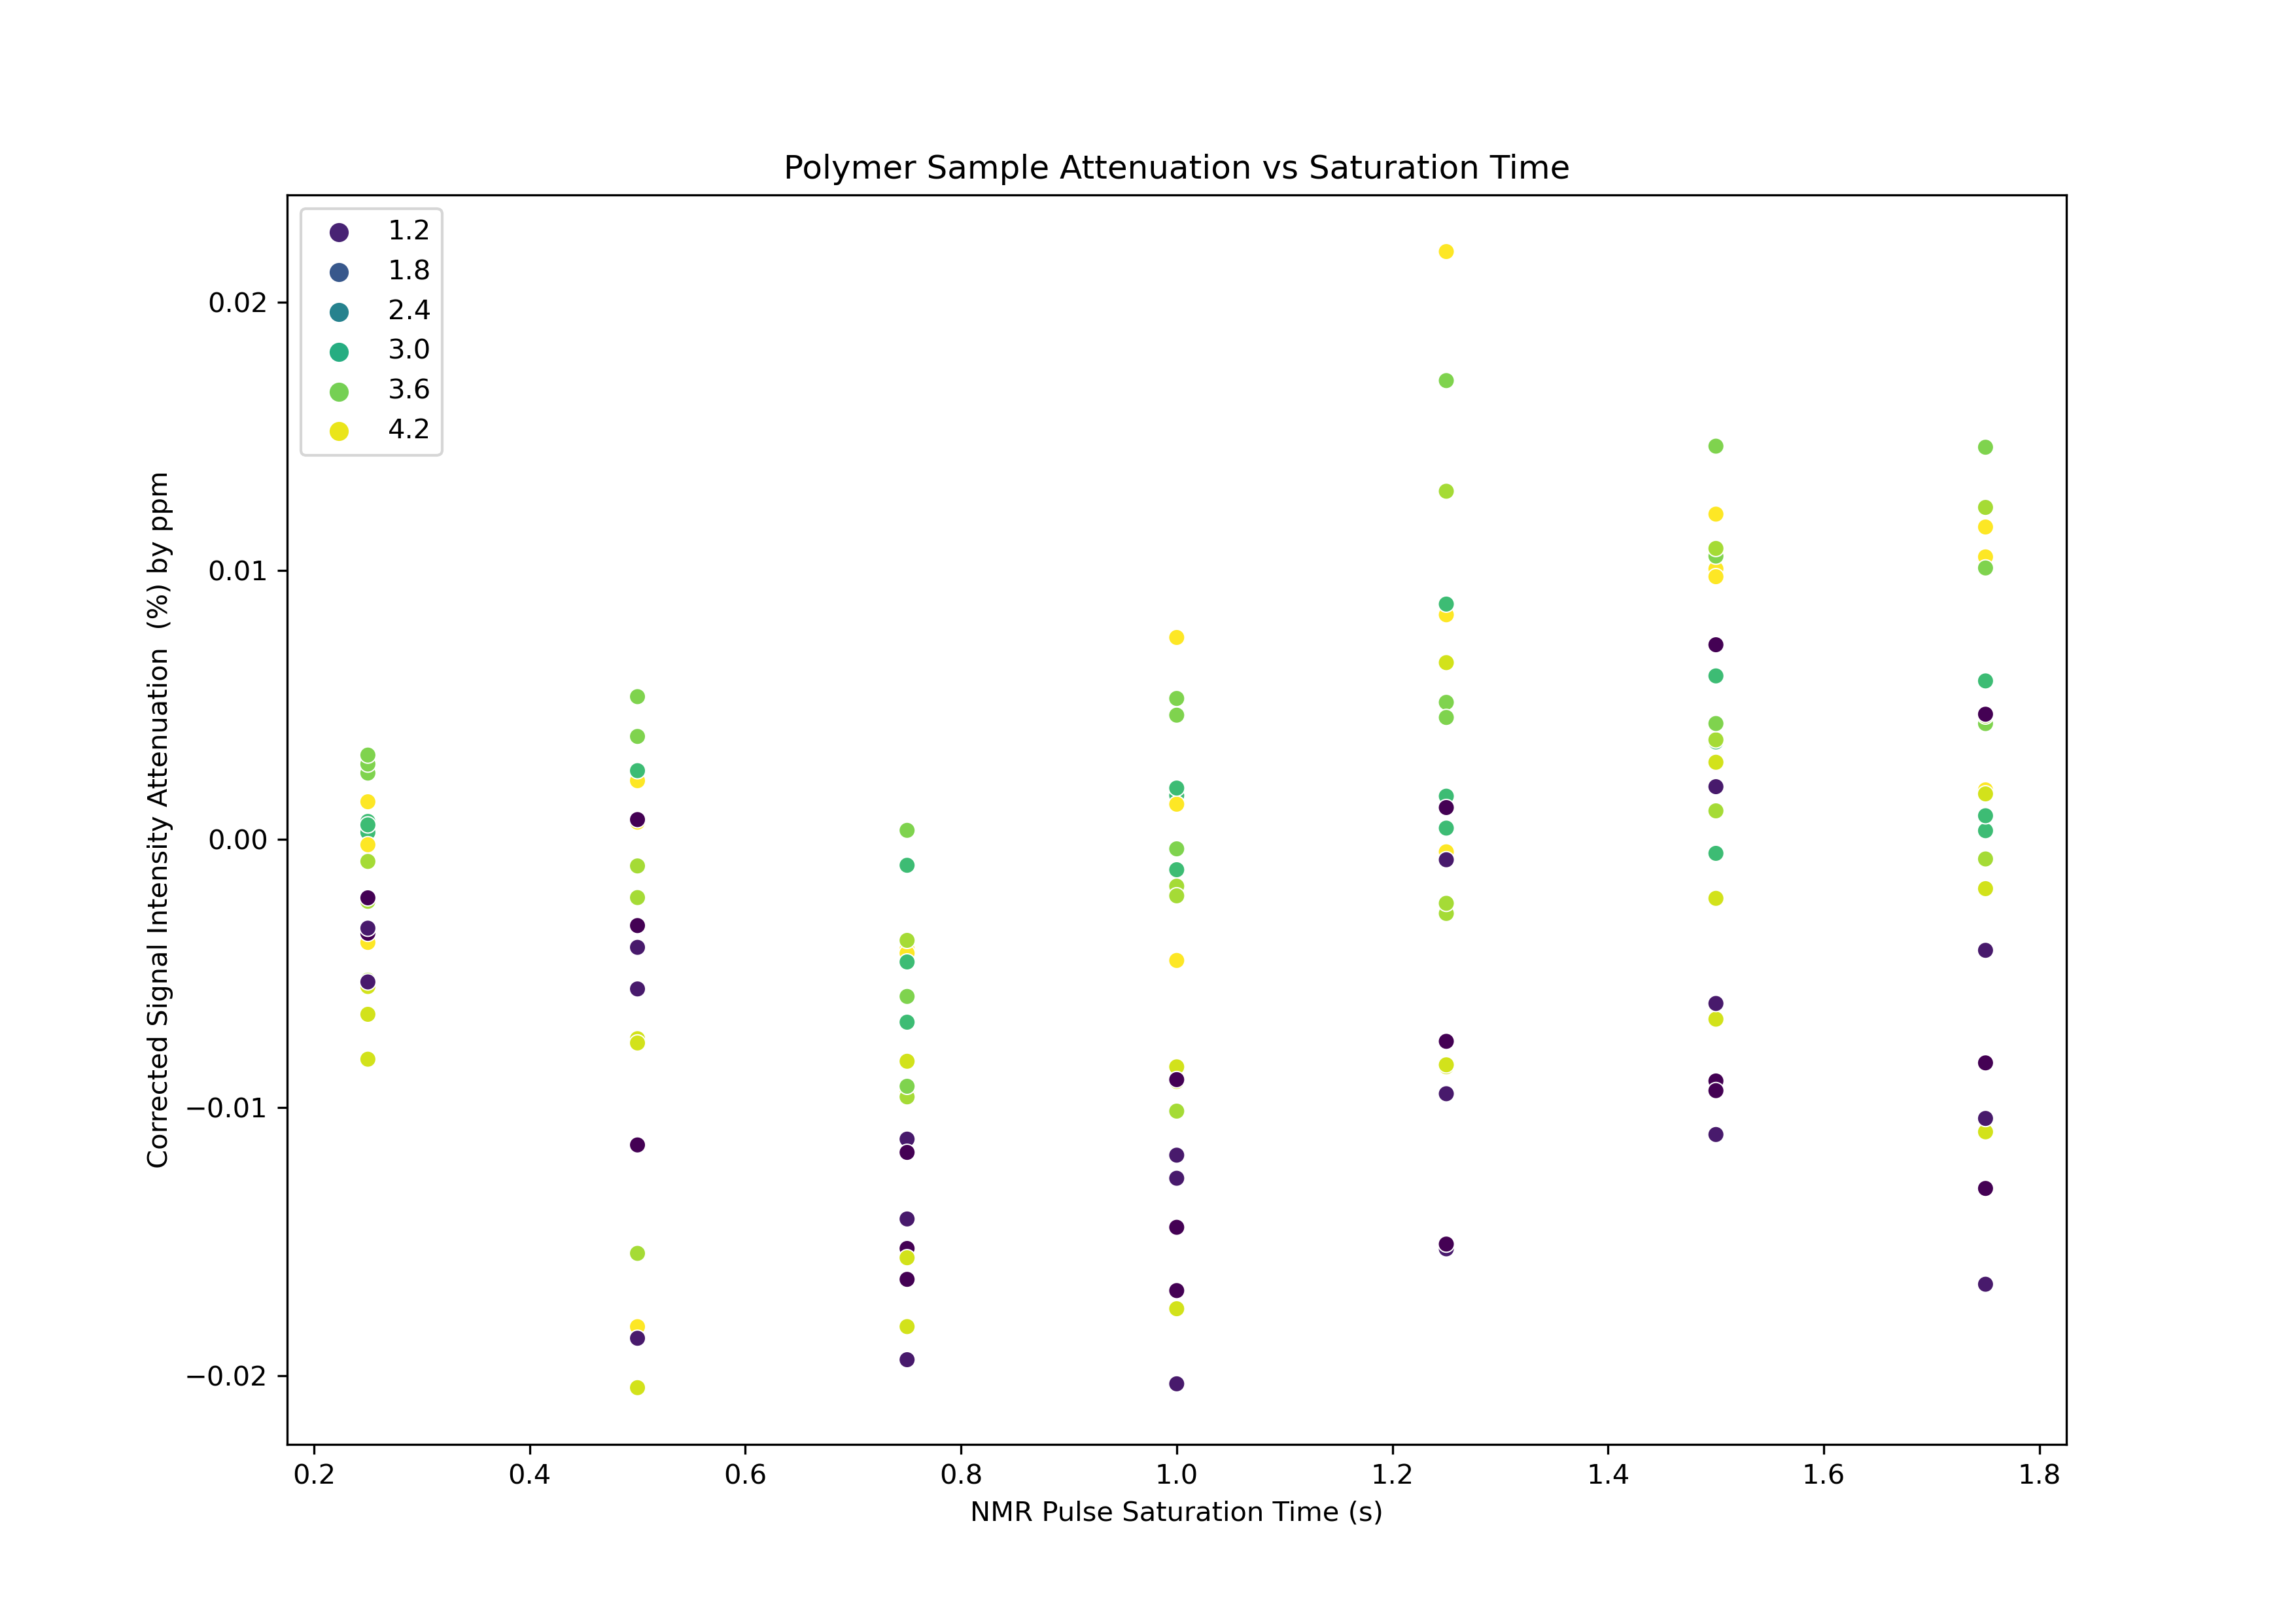 Polymer Sample Attenuation vs Saturation Time
1.2
1.8
2.4
3.0
3.6
4.2
Corrected Signal Intensity Attenuation  (%) by ppm
0.02
0.01
0.00
−0.01
−0.02
0.2 0.4 0.6 0.8 1.0 1.2 1.4 1.6 1.8
NMR Pulse Saturation Time (s)